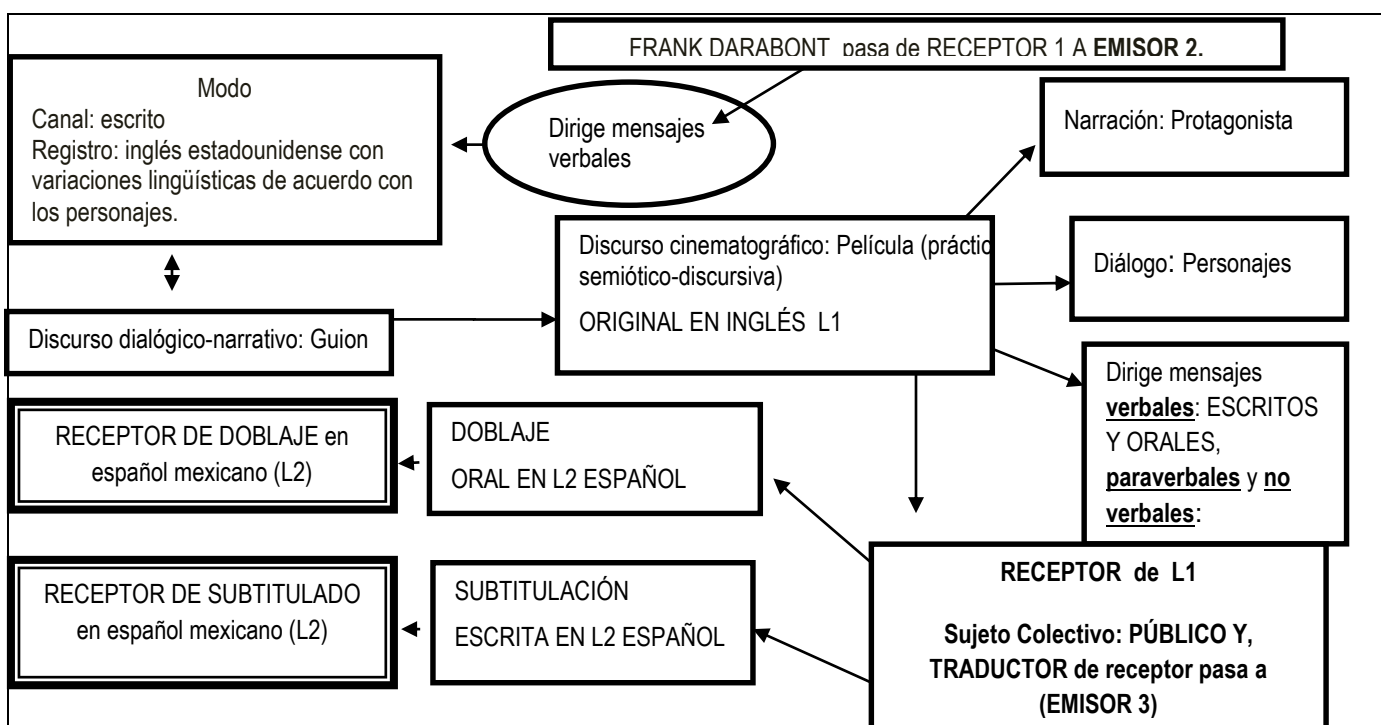 FRANK DARABONT pasa de RECEPTOR 1 A EMISOR 2.
Modo
Canal: escrito
Registro: inglés estadounidense con
variaciones lingüísticas de acuerdo con
los personajes.
Dirige mensajes
verbales
Narración: Protagonista
Discurso cinematográfico: Película (práctic
semiótico-discursiva)
ORIGINAL EN INGLÉS L1
Diálogo: Personajes
Discurso dialógico-narrativo: Guion
Dirige mensajes
verbales: ESCRITOS
Y ORALES,
paraverbales y no
verbales:
RECEPTOR DE DOBLAJE en
español mexicano (L2)
DOBLAJE
ORAL EN L2 ESPAÑOL
RECEPTOR DE SUBTITULADO
en español mexicano (L2)
SUBTITULACIÓN
ESCRITA EN L2 ESPAÑOL
RECEPTOR de L1
Sujeto Colectivo: PÚBLICO Y,
TRADUCTOR de receptor pasa a
(EMISOR 3)